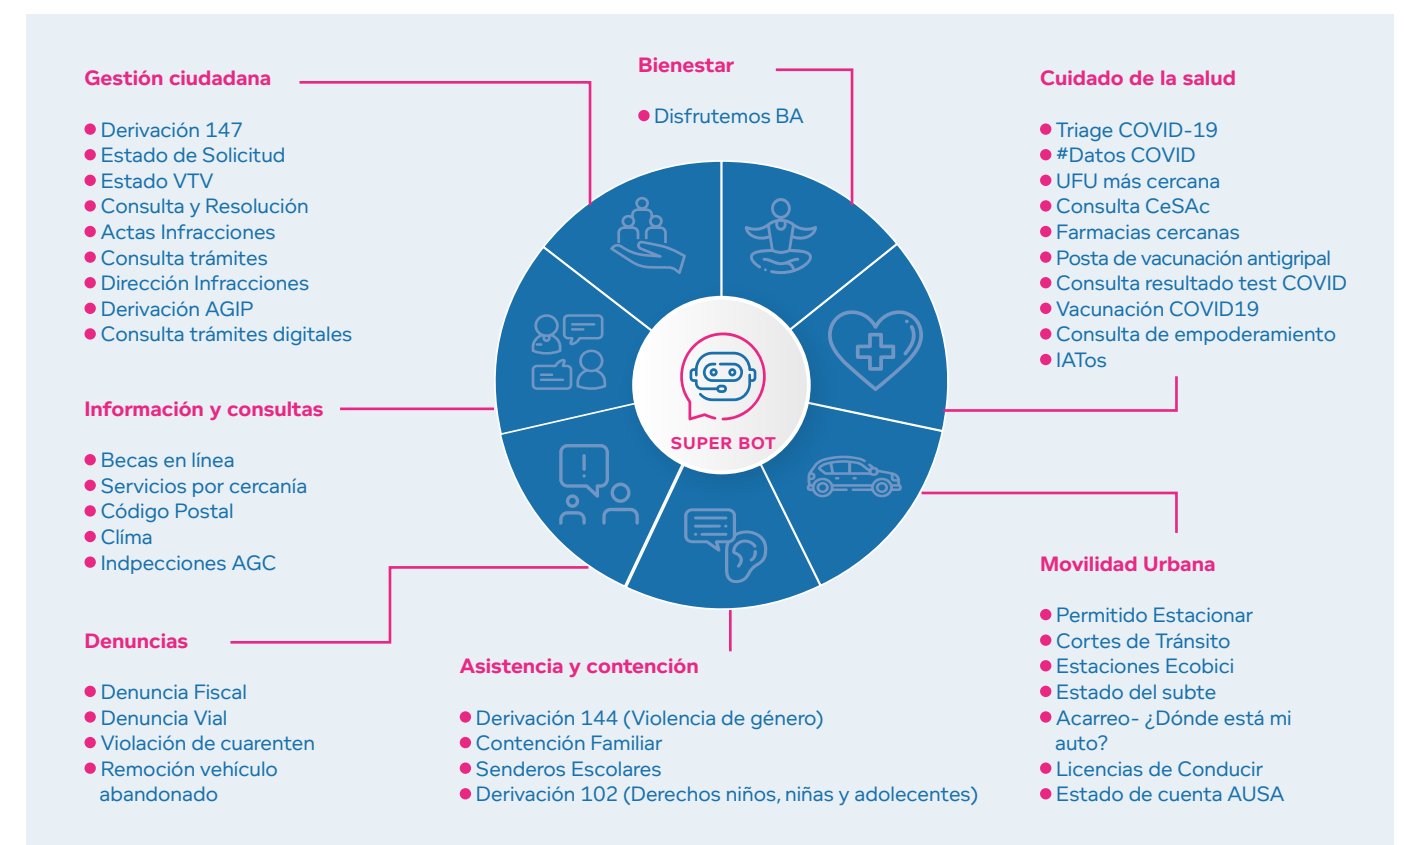 Gestión ciudadana
Derivación 147
Estado de Solicitud
Estado VTV
Consulta y Resolución
Actas Infracciones
Consulta trámites
Dirección Infracciones
Derivación AGIP
Consulta trámites digitales
Bienestar
Disfrutemos BA
Cuidado de la salud
Triage COVID-19
#Datos COVID
UFU más cercana
Consulta CeSAc
Farmacias cercanas
Posta de vacunación antigripal
Consulta resultado test COVID
Vacunación COVID19
Consulta de empoderamiento
IATos
SUPER BOT
Información y consultas
Becas en línea
Servicios por cercanía
Código Postal
Clíma
Indpecciones AGC
Denuncias
Denuncia Fiscal
Denuncia Vial
Violación de cuarenten
Remoción vehículo
abandonado
Asistencia y contención
Derivación 144 (Violencia de género)
Contención Familiar
Senderos Escolares
Derivación 102 (Derechos niños, niñas y adolecentes)
Movilidad Urbana
Permitido Estacionar
Cortes de Tránsito
Estaciones Ecobici
Estado del subte
Acarreo- ¿Dónde está mi
auto?
Licencias de Conducir
Estado de cuenta AUSA